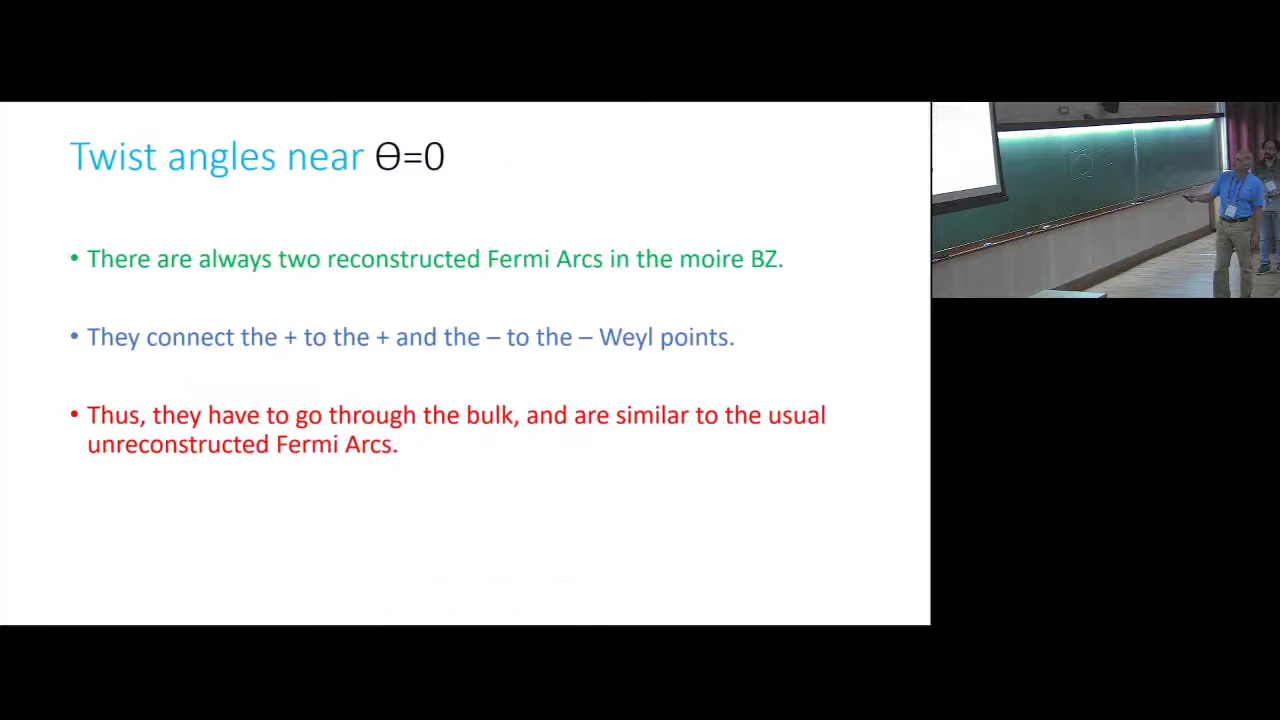 Twist angles near Ɵ=0
• There are always two reconstructed Fermi Arcs in the moire BZ.
• They connect the + to the + and the – to the – Weyl points.
• Thus, they have to go through the bulk, and are similar to the usual
unreconstructed Fermi Arcs.